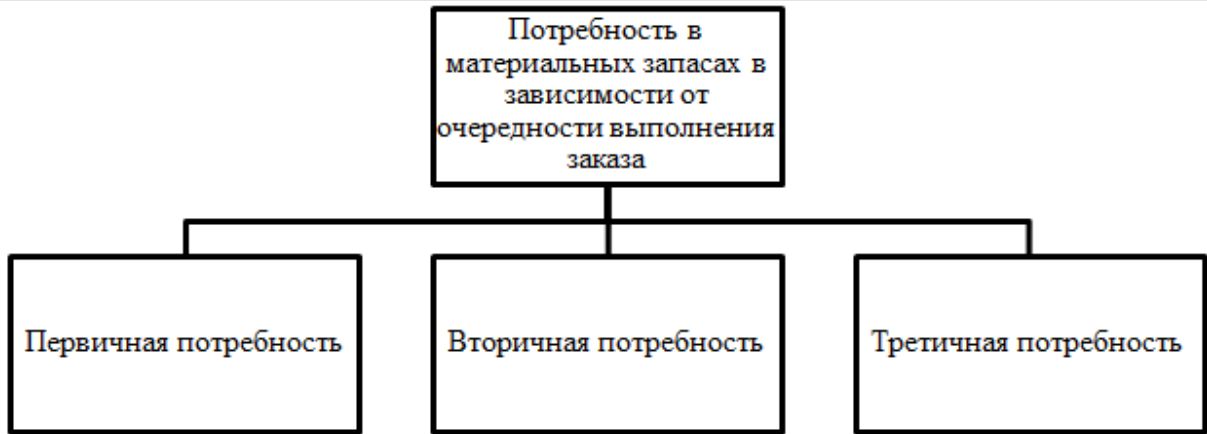 Потребность в
материальных запасах в
зависимости от
очередности выполнения
заказа
Первичная потребность
Вторичная потребность
Третичная потребность